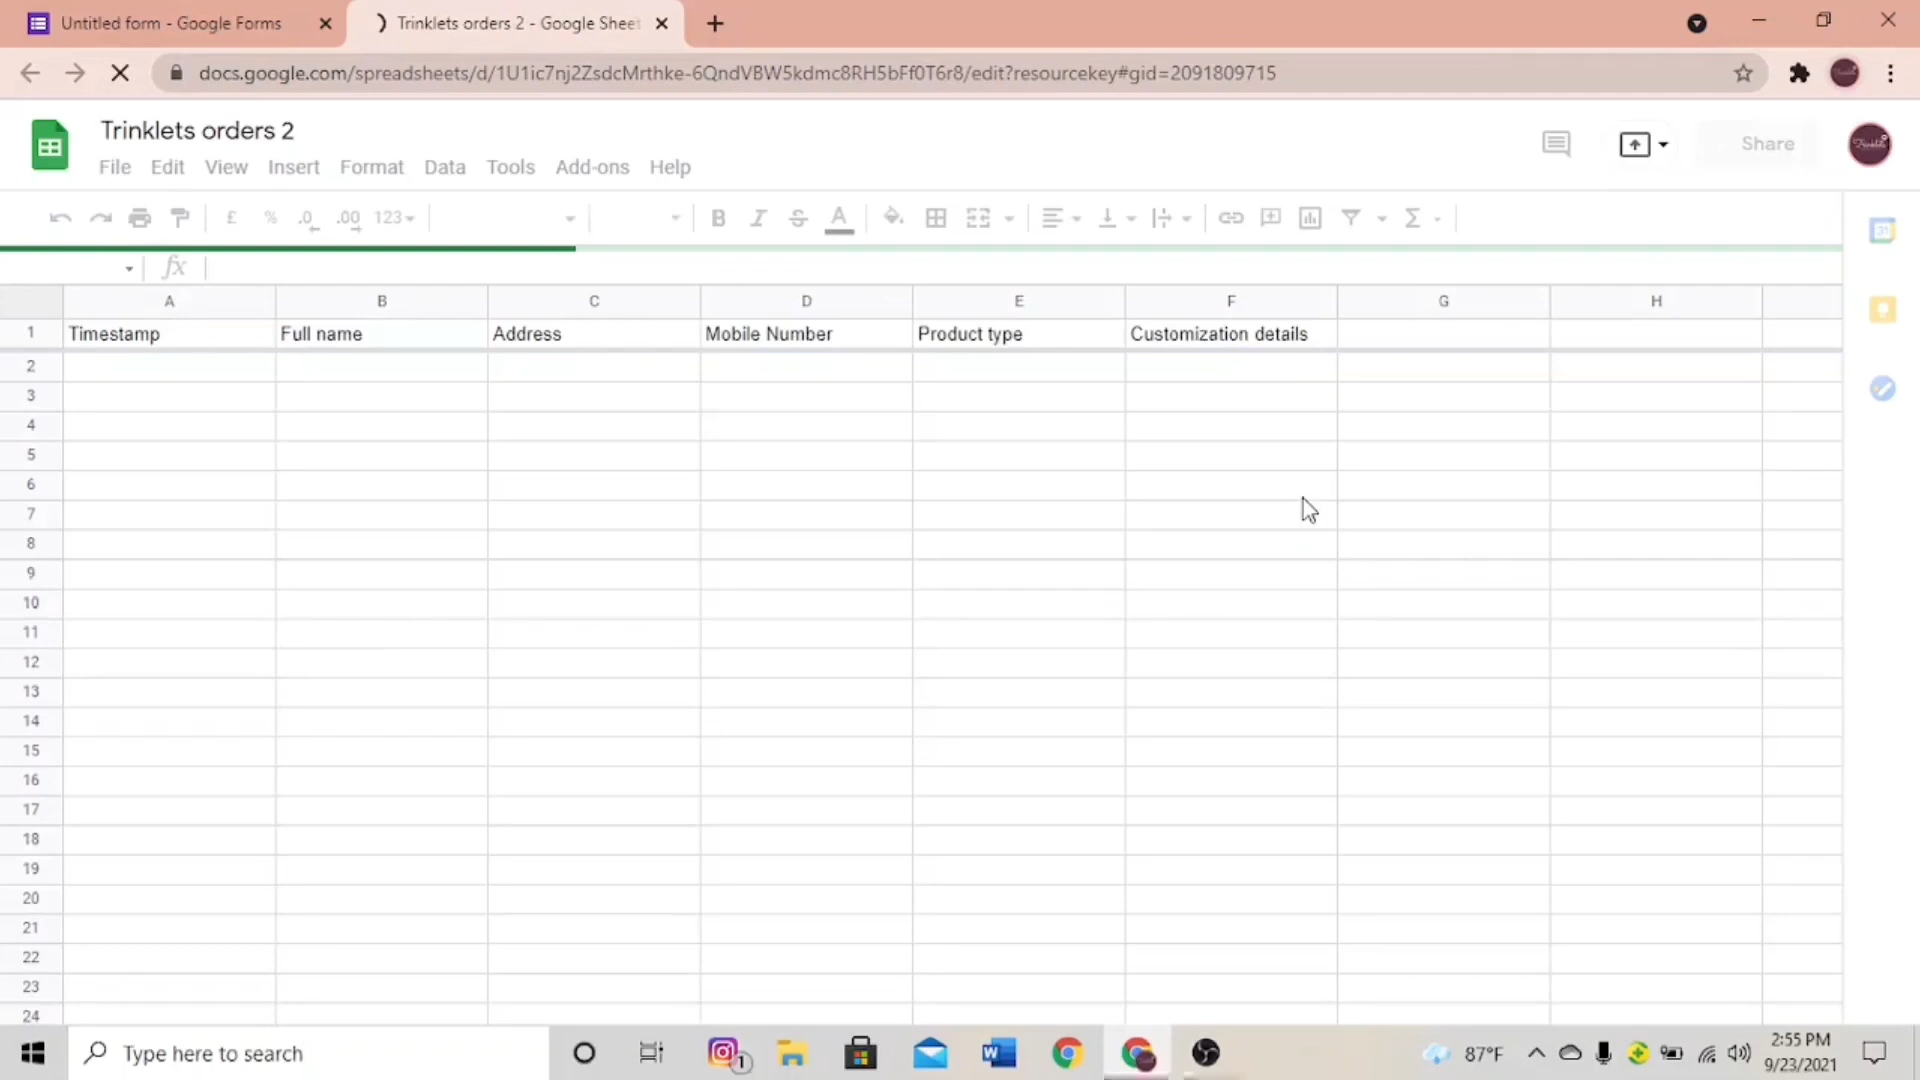 Untitled form - Google Forms
Trinklets orders 2 - Google Sheet
docs.google.com/spreadsheets/d/1U1ic7nj2ZsdcMrthke-6QndVBW5kdmc8RH5bFf0T6r8/edit?resourcekey#gid=2091809715
Trinklets orders 2
File Edit View Insert Format Data Tools Add-ons Help
Share
£ % .0 .00 123
B I S A Σ
31
fx
A B C D E F G H
1 Timestamp Full name Address Mobile Number Product type Customization details
2
3
4
5
6
7
8
9
10
11
12
13
14
15
16
17
18
19
20
21
22
23
24
Type here to search
1
W
87°F
2:55 PM
9/23/2021